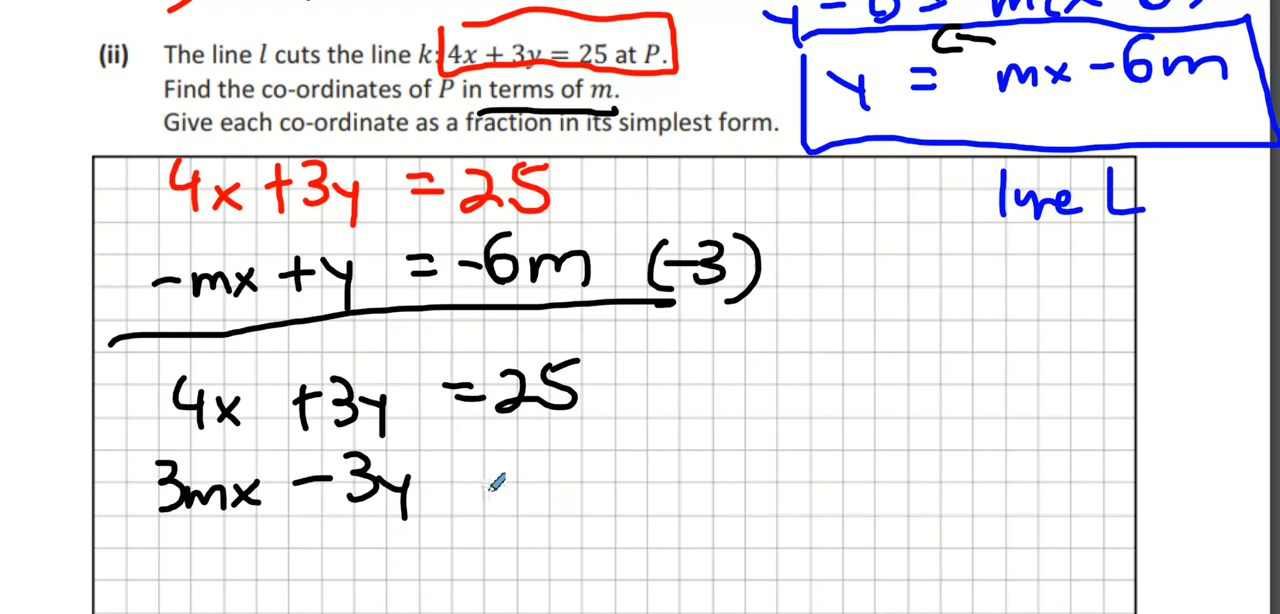 y - 0 = m(x - 6)
(ii) The line l cuts the line k: 4x + 3y = 25 at P.
y = mx - 6m
Find the co-ordinates of P in terms of m.
Give each co-ordinate as a fraction in its simplest form.
4x + 3y = 25
line L
-mx + y = -6m (-3)
4x + 3y = 25
3mx - 3y